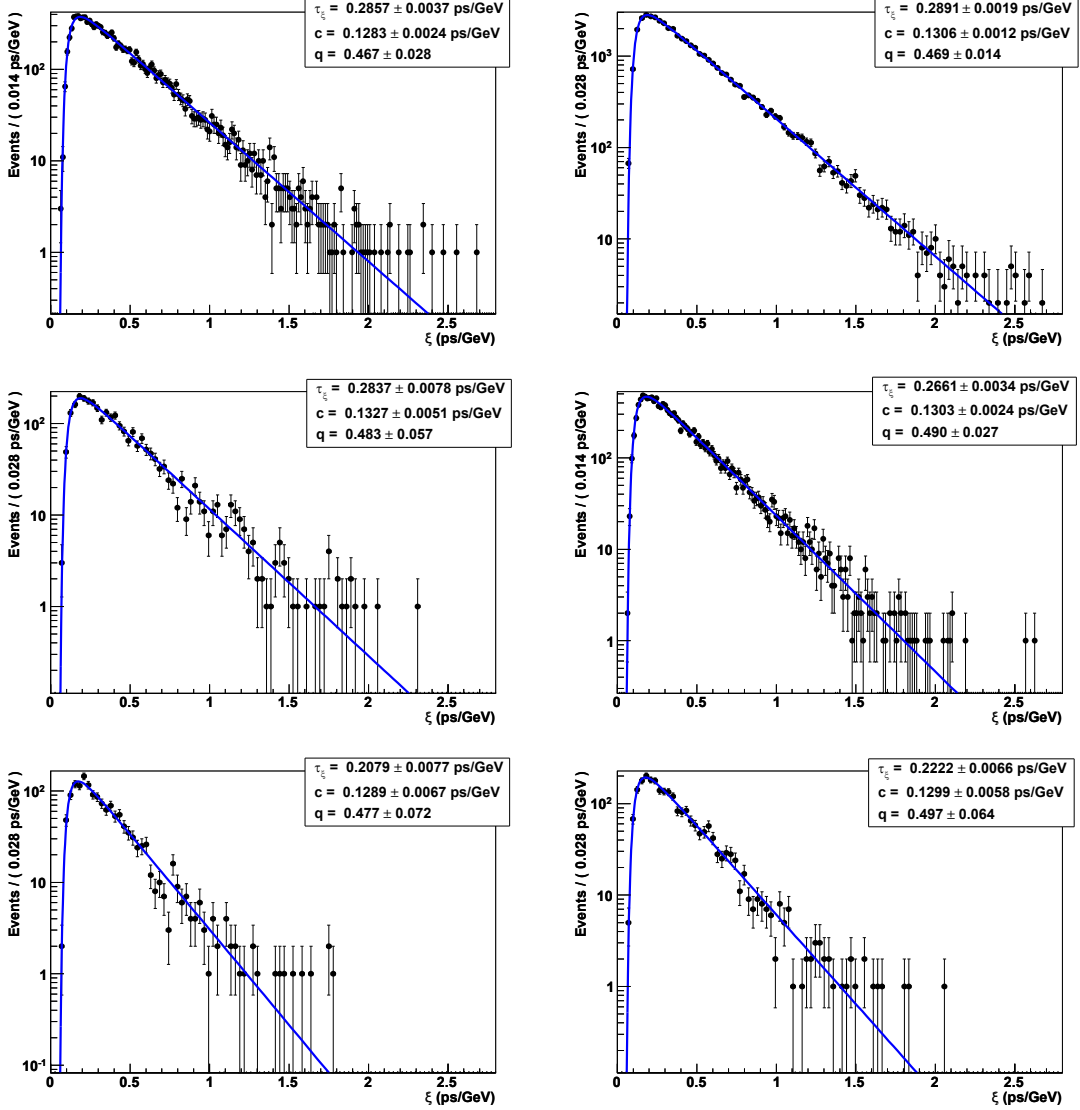 τξ = 0.2857 ± 0.0037 ps/GeV
c = 0.1283 ± 0.0024 ps/GeV
q = 0.467 ± 0.028
Events / ( 0.014 ps/GeV )
10²
10
1
0 0.5 1 1.5 2 2.5
ξ (ps/GeV)
τξ = 0.2891 ± 0.0019 ps/GeV
c = 0.1306 ± 0.0012 ps/GeV
q = 0.469 ± 0.014
Events / ( 0.028 ps/GeV )
10³
10²
10
0 0.5 1 1.5 2 2.5
ξ (ps/GeV)
τξ = 0.2837 ± 0.0078 ps/GeV
c = 0.1327 ± 0.0051 ps/GeV
q = 0.483 ± 0.057
Events / ( 0.028 ps/GeV )
10²
10
1
0 0.5 1 1.5 2 2.5
ξ (ps/GeV)
τξ = 0.2661 ± 0.0034 ps/GeV
c = 0.1303 ± 0.0024 ps/GeV
q = 0.490 ± 0.027
Events / ( 0.014 ps/GeV )
10²
10
1
0 0.5 1 1.5 2 2.5
ξ (ps/GeV)
τξ = 0.2079 ± 0.0077 ps/GeV
c = 0.1289 ± 0.0067 ps/GeV
q = 0.477 ± 0.072
Events / ( 0.028 ps/GeV )
10²
10
1
10⁻¹
0 0.5 1 1.5 2 2.5
ξ (ps/GeV)
τξ = 0.2222 ± 0.0066 ps/GeV
c = 0.1299 ± 0.0058 ps/GeV
q = 0.497 ± 0.064
Events / ( 0.028 ps/GeV )
10²
10
1
0 0.5 1 1.5 2 2.5
ξ (ps/GeV)